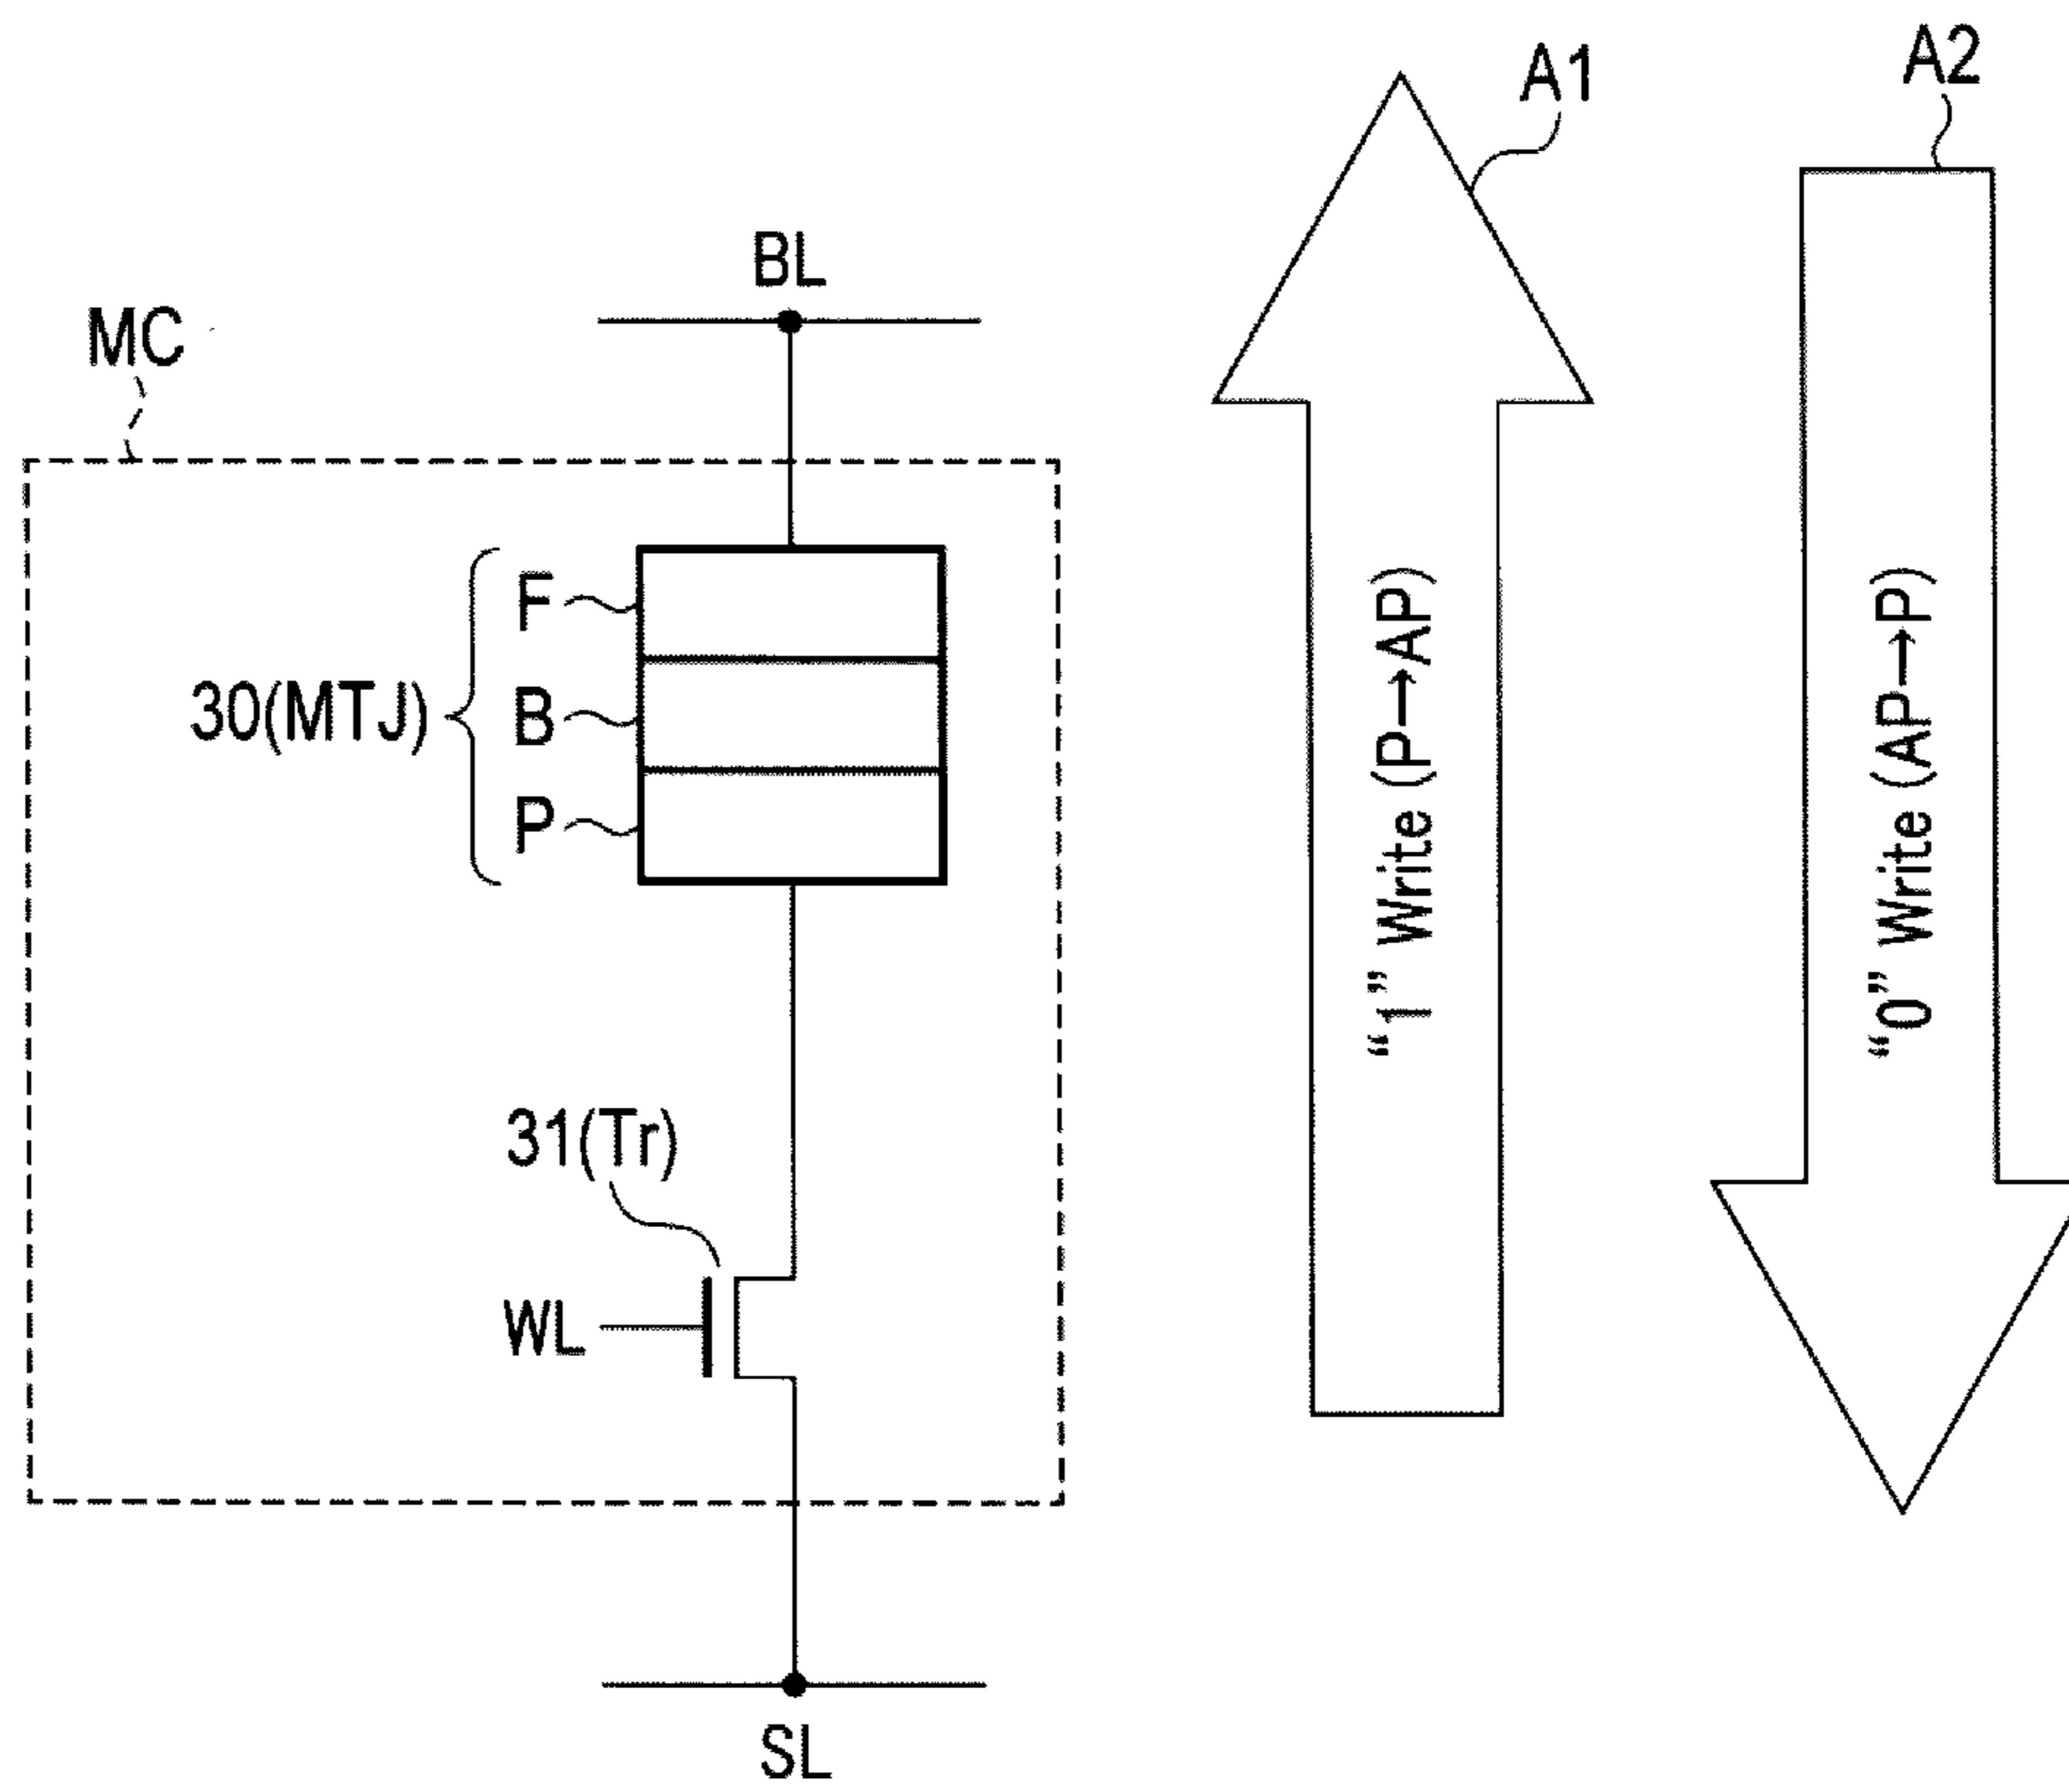 A1
A2
BL
MC
F
30(MTJ)
B
P
"1" Write (P→AP)
"0" Write (AP→P)
31(Tr)
WL
SL